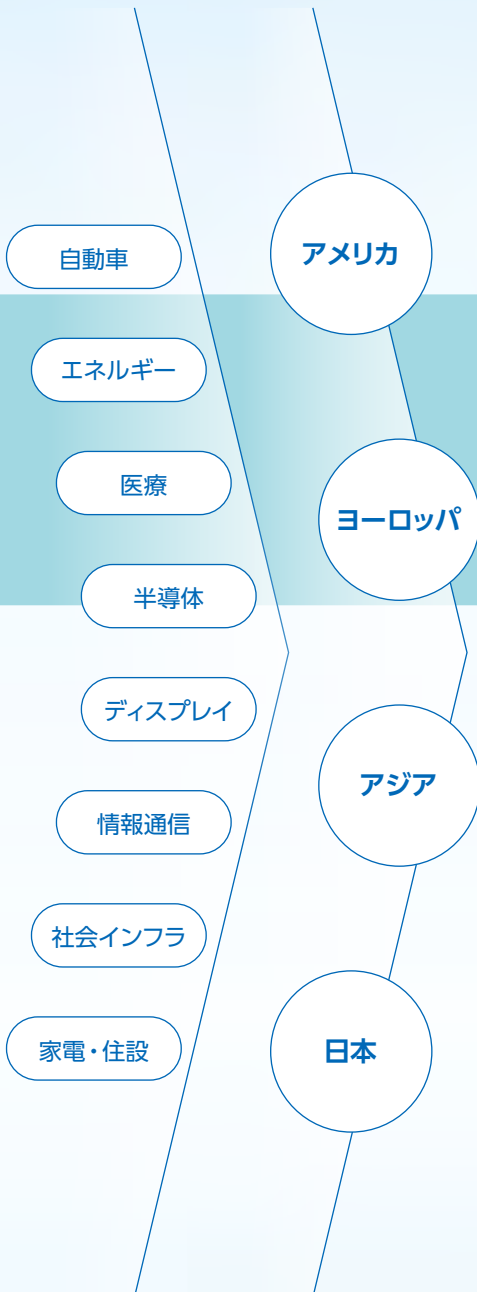 自動車
エネルギー
医療
半導体
ディスプレイ
情報通信
社会インフラ
家電・住設
アメリカ
ヨーロッパ
アジア
日本